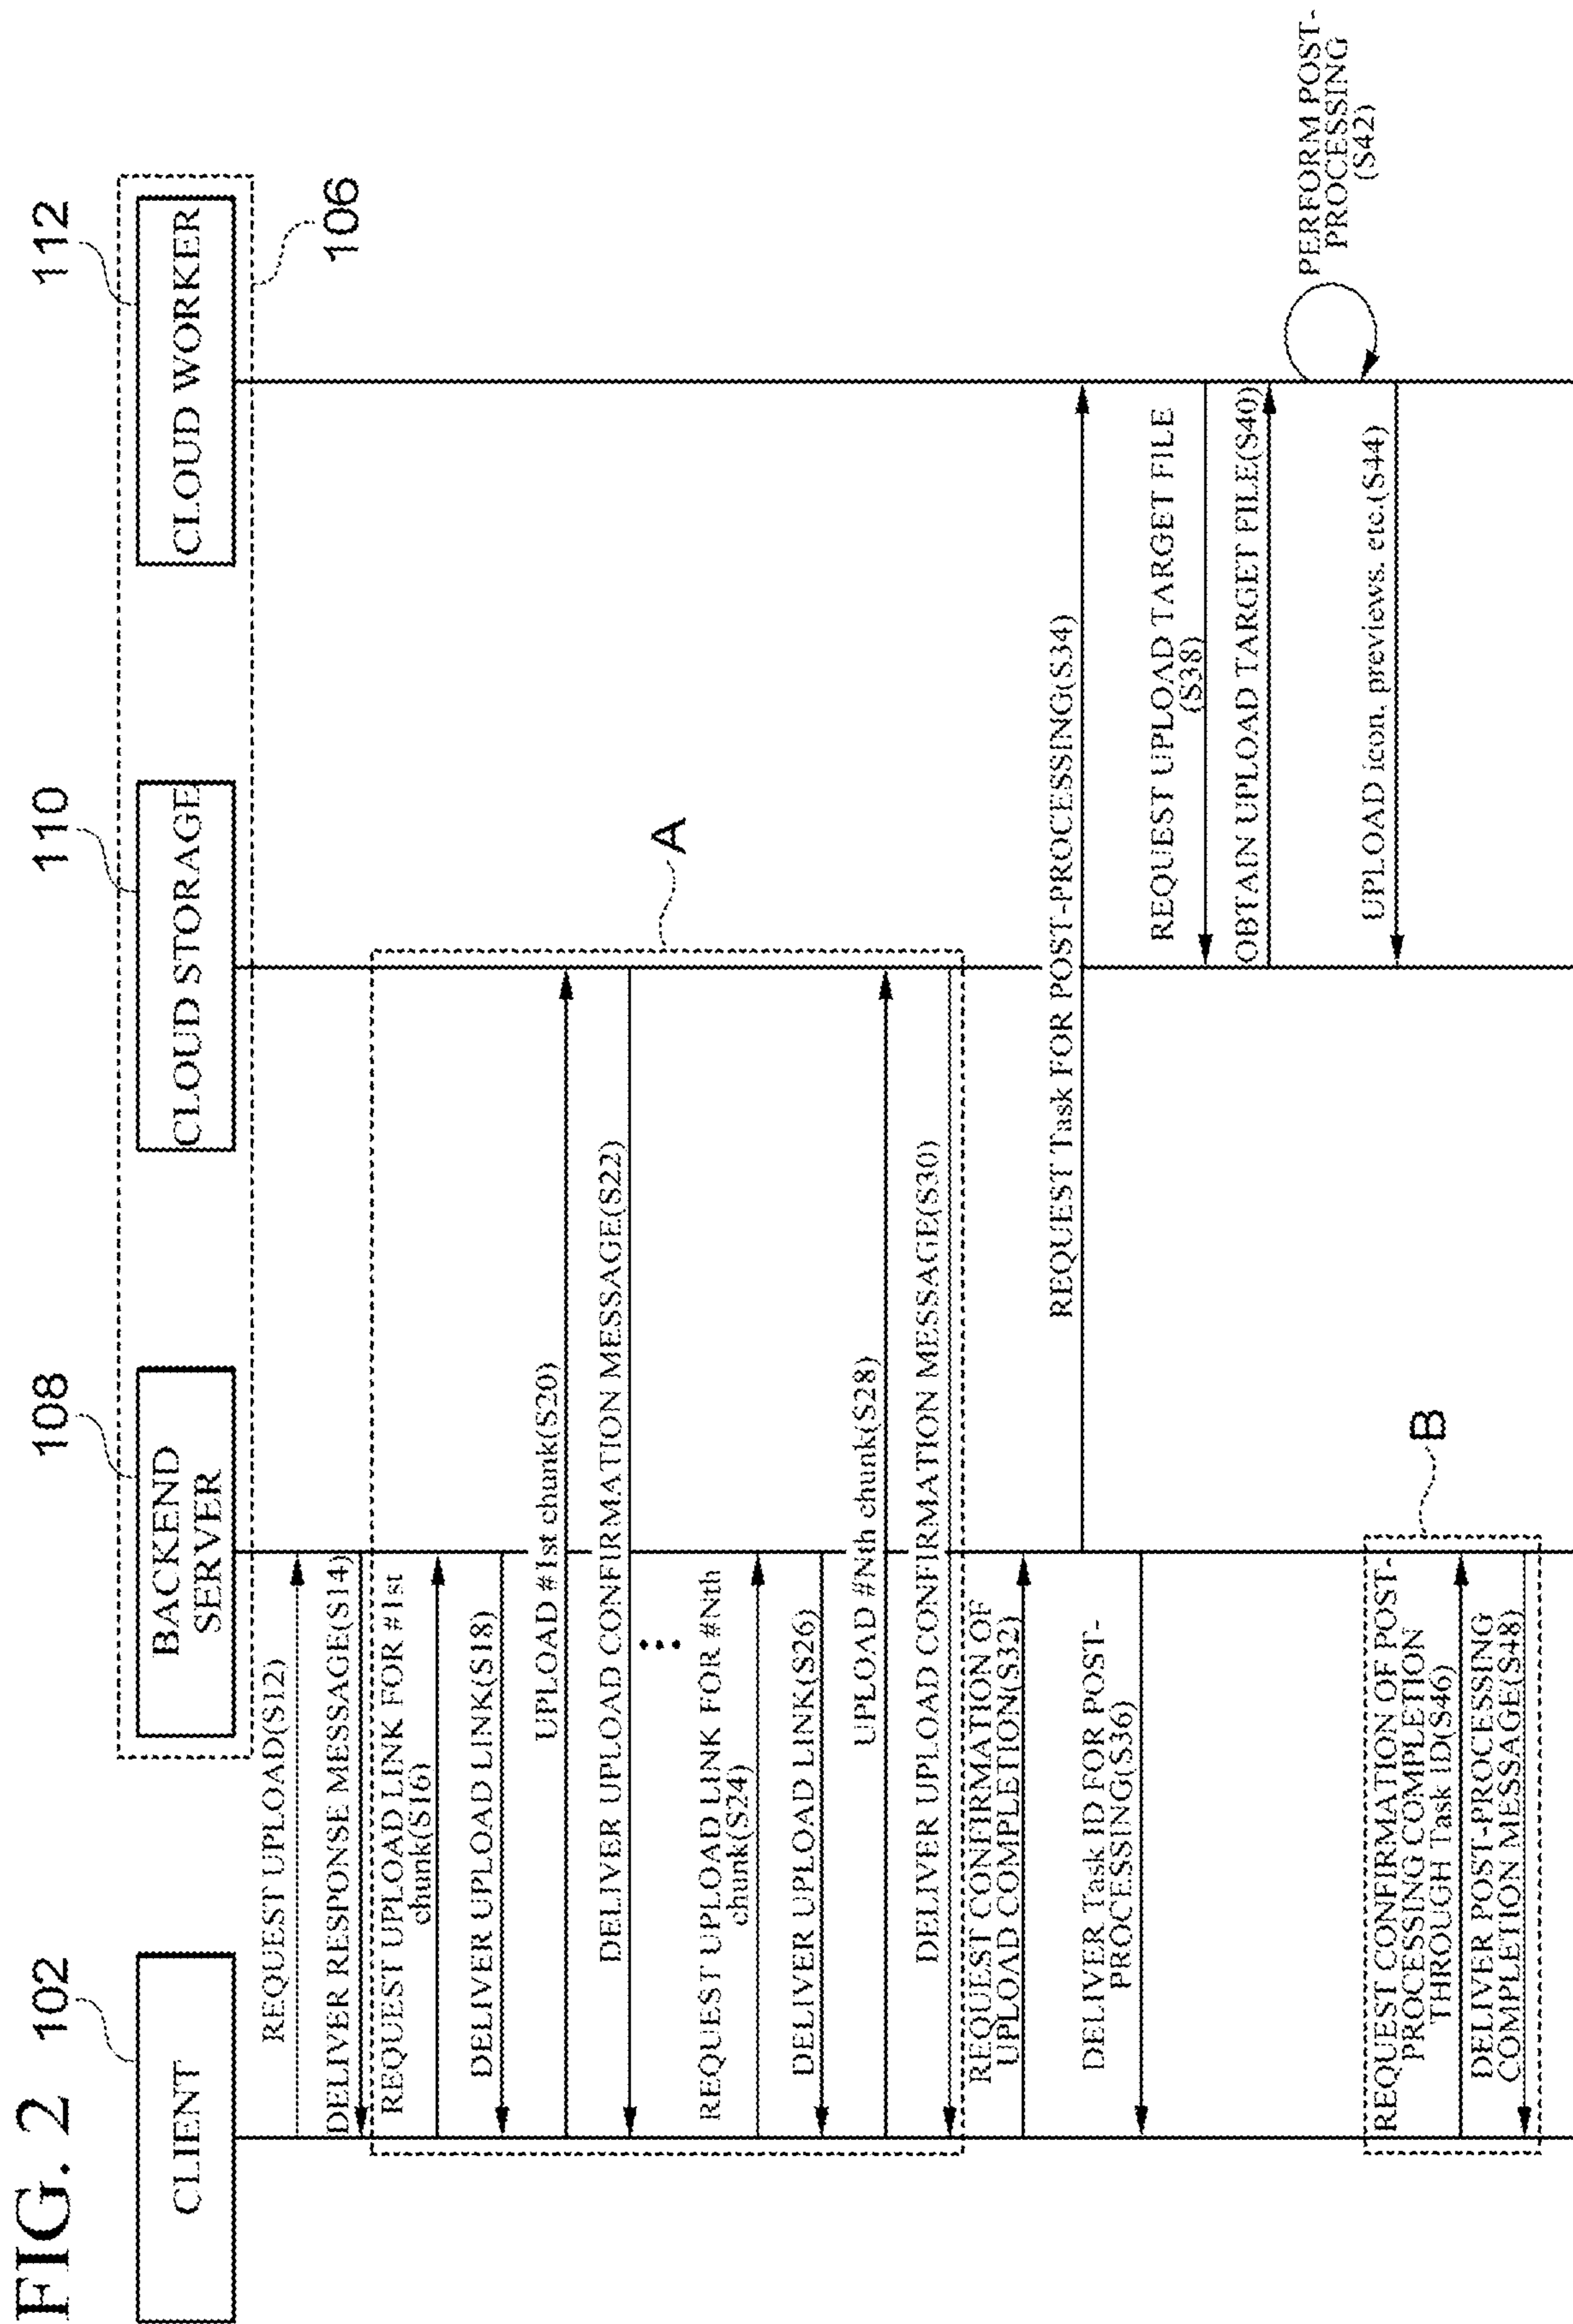 FIG. 2
102
108
110
112
CLIENT
BACKEND
SERVER
CLOUD STORAGE
CLOUD WORKER
106
REQUEST UPLOAD(S12)
DELIVER RESPONSE MESSAGE(S14)
REQUEST UPLOAD LINK FOR #1st
chunk(S16)
A
DELIVER UPLOAD LINK(S18)
UPLOAD #1st chunk(S20)
DELIVER UPLOAD CONFIRMATION MESSAGE(S22)
...
REQUEST UPLOAD LINK FOR #Nth
chunk(S24)
DELIVER UPLOAD LINK(S26)
UPLOAD #Nth chunk(S28)
DELIVER UPLOAD CONFIRMATION MESSAGE(S30)
REQUEST CONFIRMATION OF
UPLOAD COMPLETION(S32)
REQUEST Task FOR POST-PROCESSING(S34)
DELIVER Task ID FOR POST-
PROCESSING(S36)
REQUEST UPLOAD TARGET FILE
(S38)
OBTAIN UPLOAD TARGET FILE(S40)
PERFORM POST-
PROCESSING
(S42)
UPLOAD icon, previews, etc.(S44)
B
REQUEST CONFIRMATION OF POST-
PROCESSING COMPLETION
THROUGH Task ID(S46)
DELIVER POST-PROCESSING
COMPLETION MESSAGE(S48)